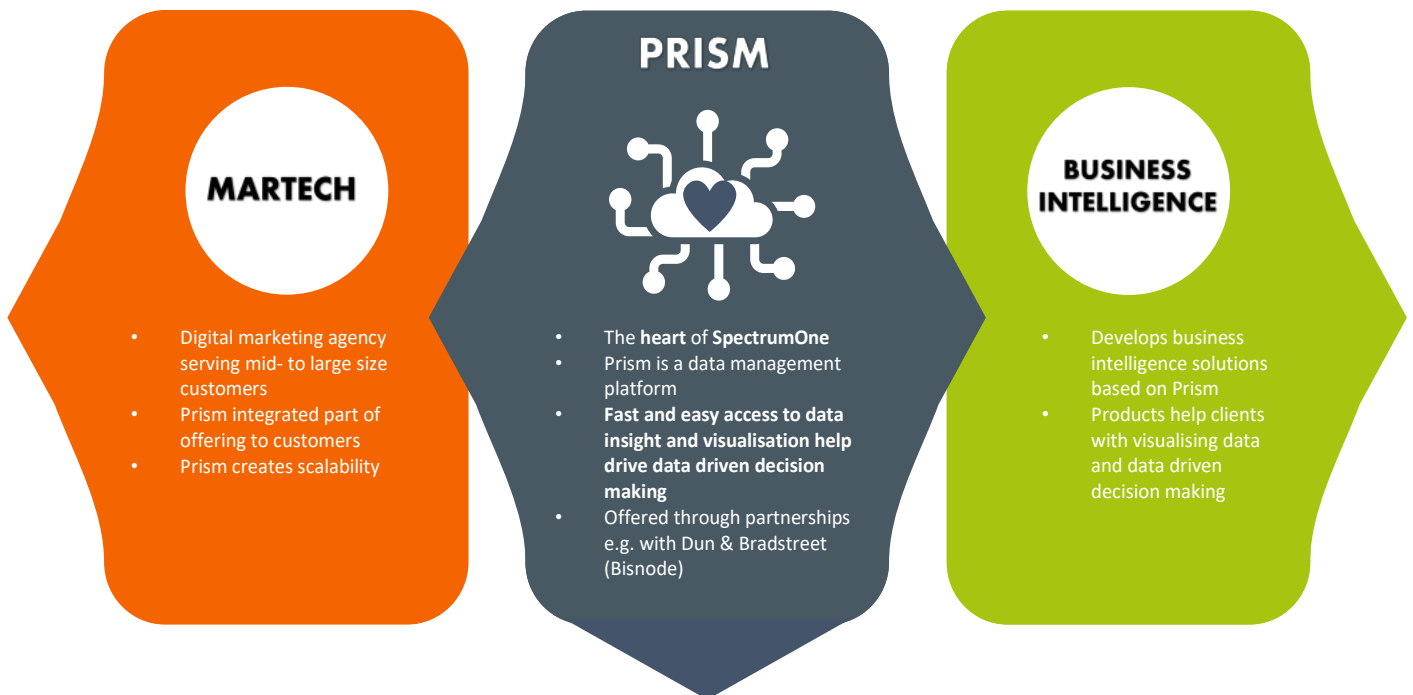 MARTECH
• Digital marketing agency
serving mid- to large size
customers
• Prism integrated part of
offering to customers
• Prism creates scalability
PRISM
• The heart of SpectrumOne
• Prism is a data management
platform
• Fast and easy access to data
insight and visualisation help
drive data driven decision
making
• Offered through partnerships
e.g. with Dun & Bradstreet
(Bisnode)
BUSINESS
INTELLIGENCE
• Develops business
intelligence solutions
based on Prism
• Products help clients
with visualising data
and data driven
decision making